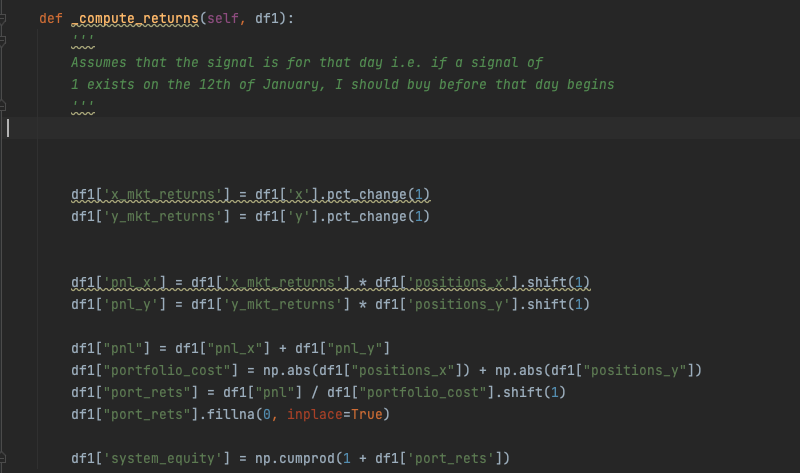 def _compute_returns(self, df1):
'''
Assumes that the signal is for that day i.e. if a signal of
1 exists on the 12th of January, I should buy before that day begins
'''
df1['x_mkt_returns'] = df1['x'].pct_change(1)
df1['y_mkt_returns'] = df1['y'].pct_change(1)
df1['pnl_x'] = df1['x_mkt_returns'] * df1['positions_x'].shift(1)
df1['pnl_y'] = df1['y_mkt_returns'] * df1['positions_y'].shift(1)
df1["pnl"] = df1["pnl_x"] + df1["pnl_y"]
df1["portfolio_cost"] = np.abs(df1["positions_x"]) + np.abs(df1["positions_y"])
df1["port_rets"] = df1["pnl"] / df1["portfolio_cost"].shift(1)
df1["port_rets"].fillna(0, inplace=True)
df1['system_equity'] = np.cumprod(1 + df1['port_rets'])